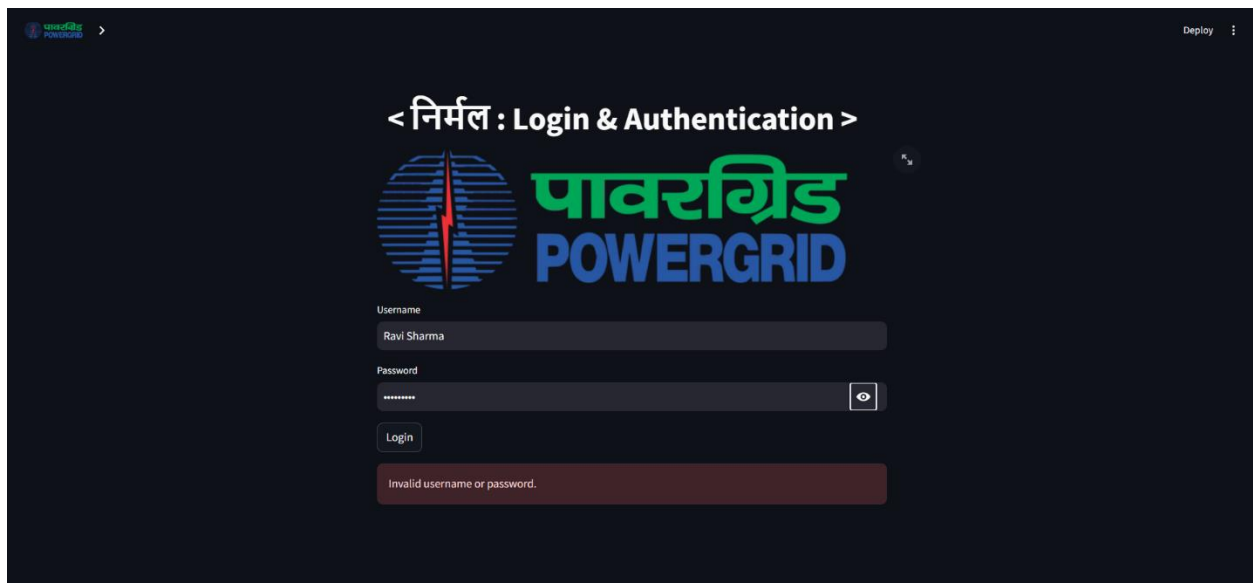 पावरग्रिड
POWERGRID
Deploy
< निर्मल : Login & Authentication >
पावरग्रिड
POWERGRID
Username
Ravi Sharma
Password
•••••••••
Login
Invalid username or password.